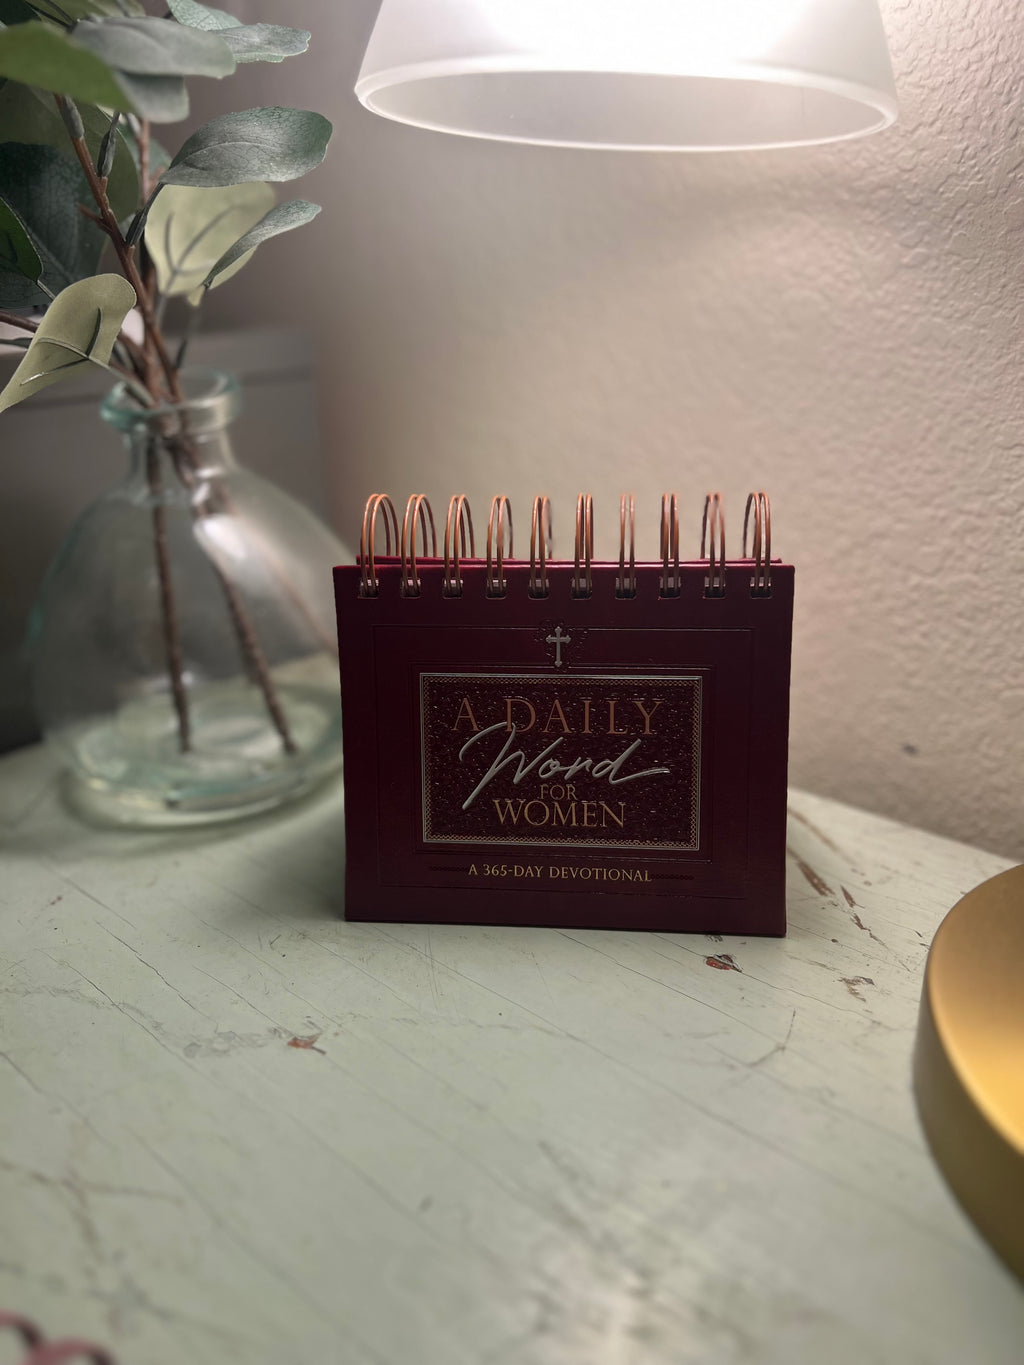 A DAILY
Word
FOR
WOMEN
A 365-DAY DEVOTIONAL